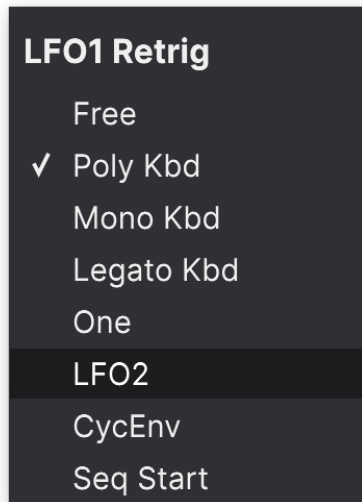 LFO1 Retrig
Free
✓ Poly Kbd
Mono Kbd
Legato Kbd
One
LFO2
CycEnv
Seq Start